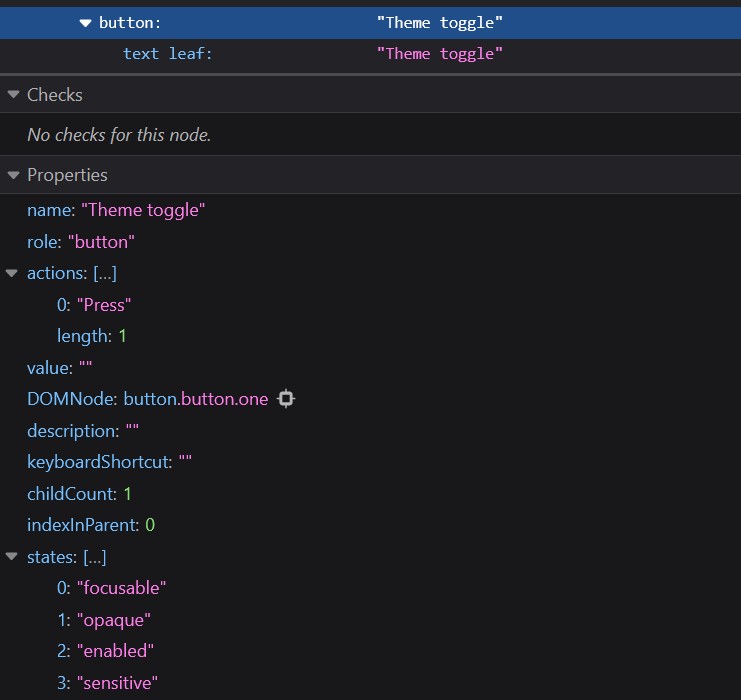 button: "Theme toggle"
text leaf: "Theme toggle"
Checks
No checks for this node.
Properties
name: "Theme toggle"
role: "button"
actions: […]
0: "Press"
length: 1
value: ""
DOMNode: button.button.one
description: ""
keyboardShortcut: ""
childCount: 1
indexInParent: 0
states: […]
0: "focusable"
1: "opaque"
2: "enabled"
3: "sensitive"